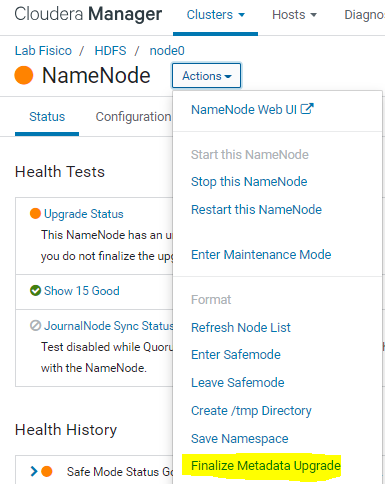 Cloudera Manager Clusters Hosts Diagno
Lab Fisico / HDFS / node0
NameNode Actions
Status Configuration
NameNode Web UI
Start this NameNode
Stop this NameNode
Restart this NameNode
Enter Maintenance Mode
Format
Refresh Node List
Enter Safemode
Leave Safemode
Create /tmp Directory
Save Namespace
Finalize Metadata Upgrade
Health Tests
Upgrade Status
This NameNode has an u
you do not finalize the upg
Show 15 Good
JournalNode Sync Status
Test disabled while Quoru
with the NameNode.
Health History
Safe Mode Status Go